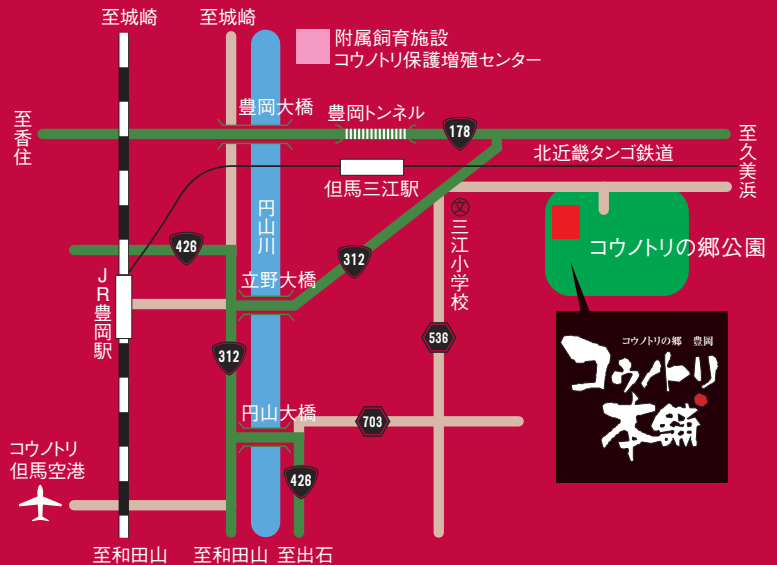 至城崎
至城崎
附属飼育施設
コウノトリ保護増殖センター
豊岡大橋
豊岡トンネル
178
至香住
至久美浜
北近畿タンゴ鉄道
但馬三江駅
円山川
文
三江小学校
426
コウノトリの郷公園
312
立野大橋
JR豊岡駅
312
536
コウノトリの郷 豊岡
コウノトリ
本舗
円山大橋
703
コウノトリ
但馬空港
426
至和田山
至和田山
至出石